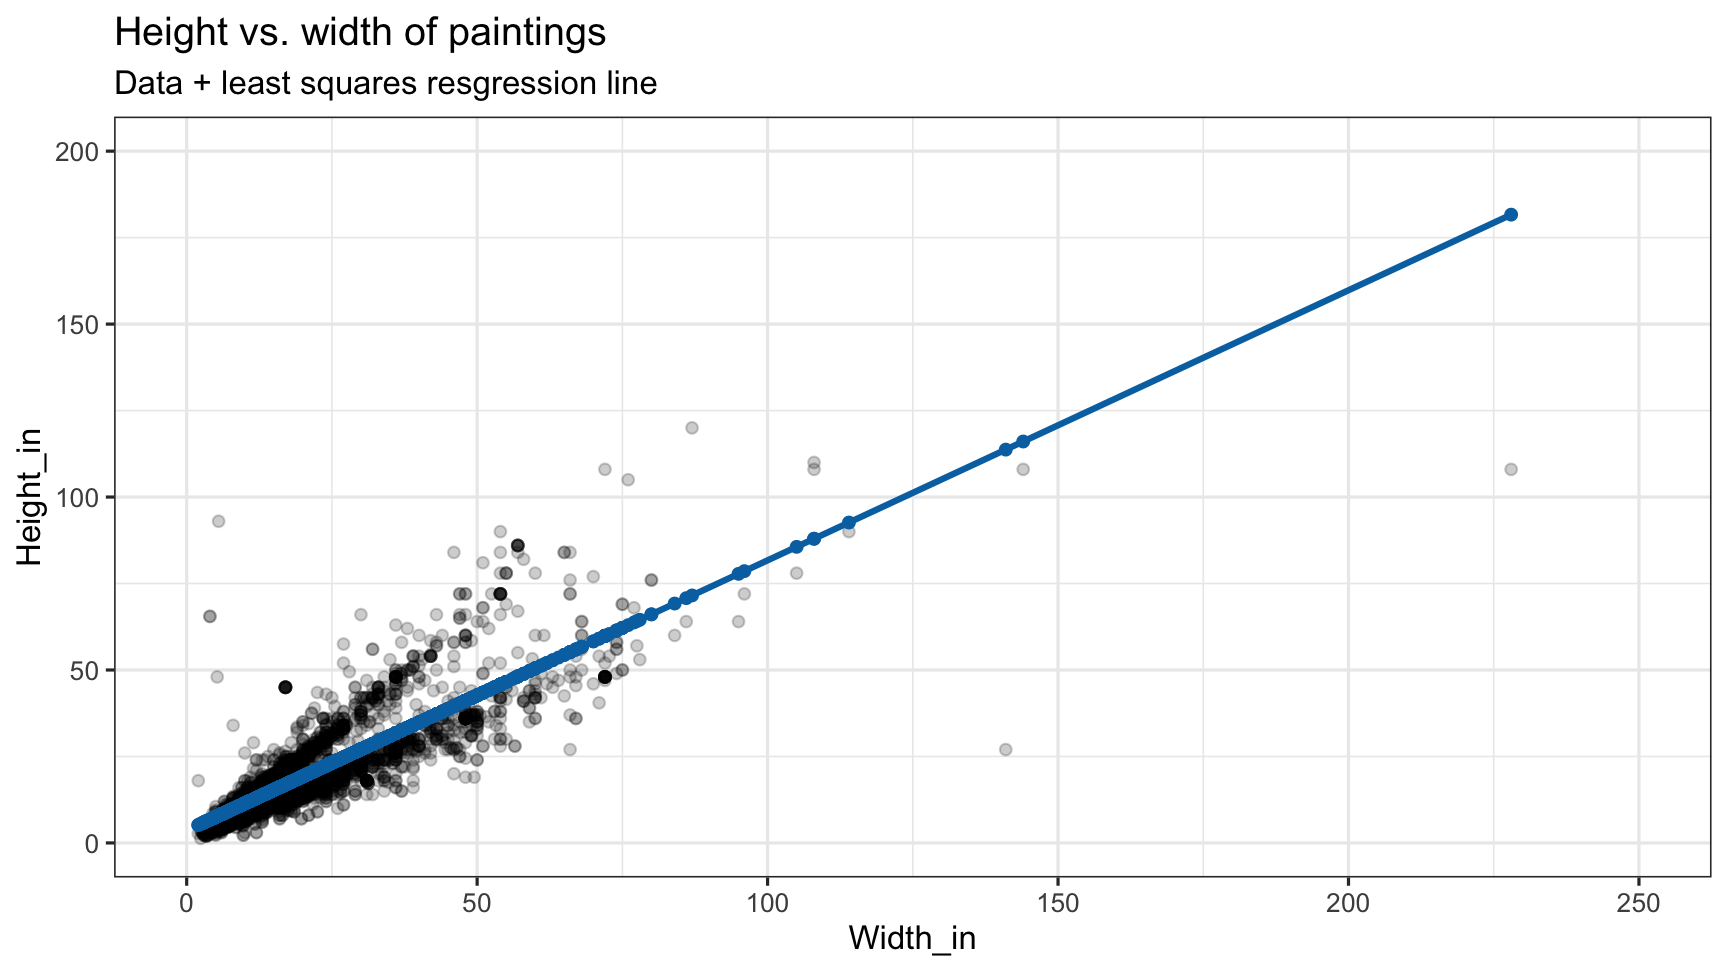 Height vs. width of paintings
Data + least squares resgression line
200
150
100
50
0
Height_in
0 50 100 150 200 250
Width_in